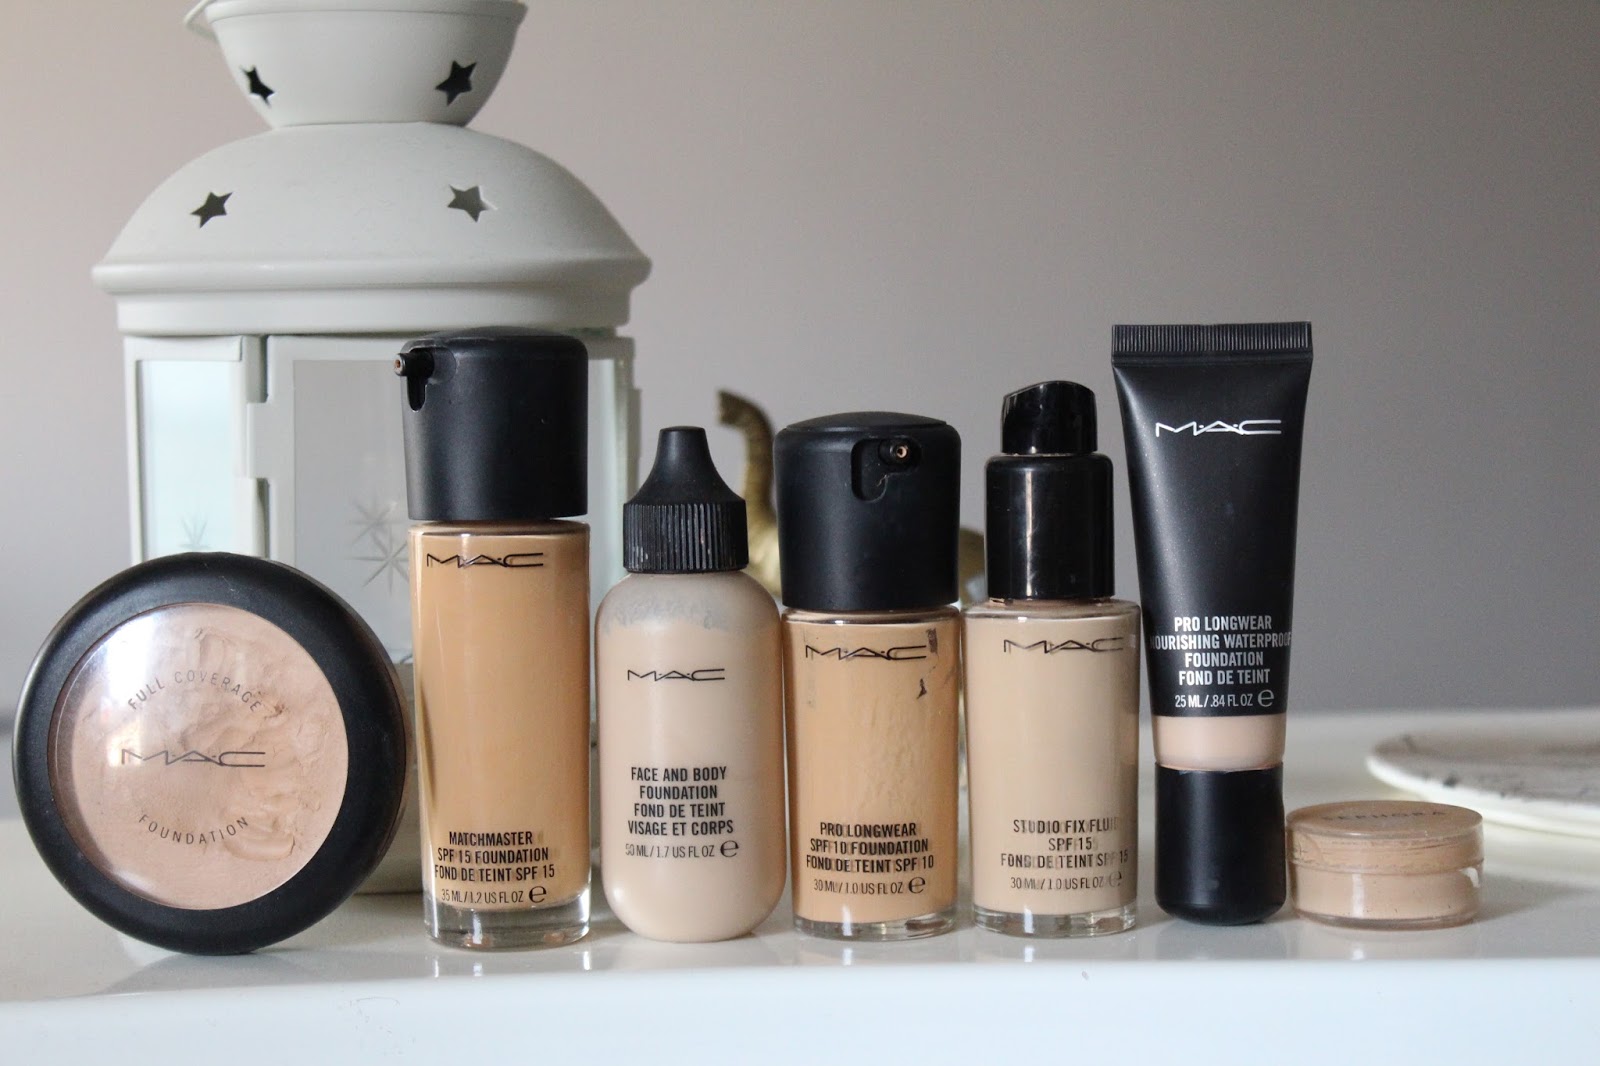 FULL COVERAGE
M·A·C
FOUNDATION
M·A·C
MATCHMASTER
SPF 15 FOUNDATION
FOND DE TEINT SPF 15
35 ML / 1.2 US FL OZ ℮
M·A·C
FACE AND BODY
FOUNDATION
FOND DE TEINT
VISAGE ET CORPS
50 ML / 1.7 US FL OZ ℮
M·A·C
PRO LONGWEAR
SPF 10 FOUNDATION
FOND DE TEINT SPF 10
30 ML / 1.0 US FL OZ ℮
M·A·C
STUDIO FIX FLUID
SPF 15
FOND DE TEINT SPF 15
30 ML / 1.0 US FL OZ ℮
M·A·C
PRO LONGWEAR
NOURISHING WATERPROOF
FOUNDATION
FOND DE TEINT
25 ML / .84 FL OZ ℮
SEPHORA